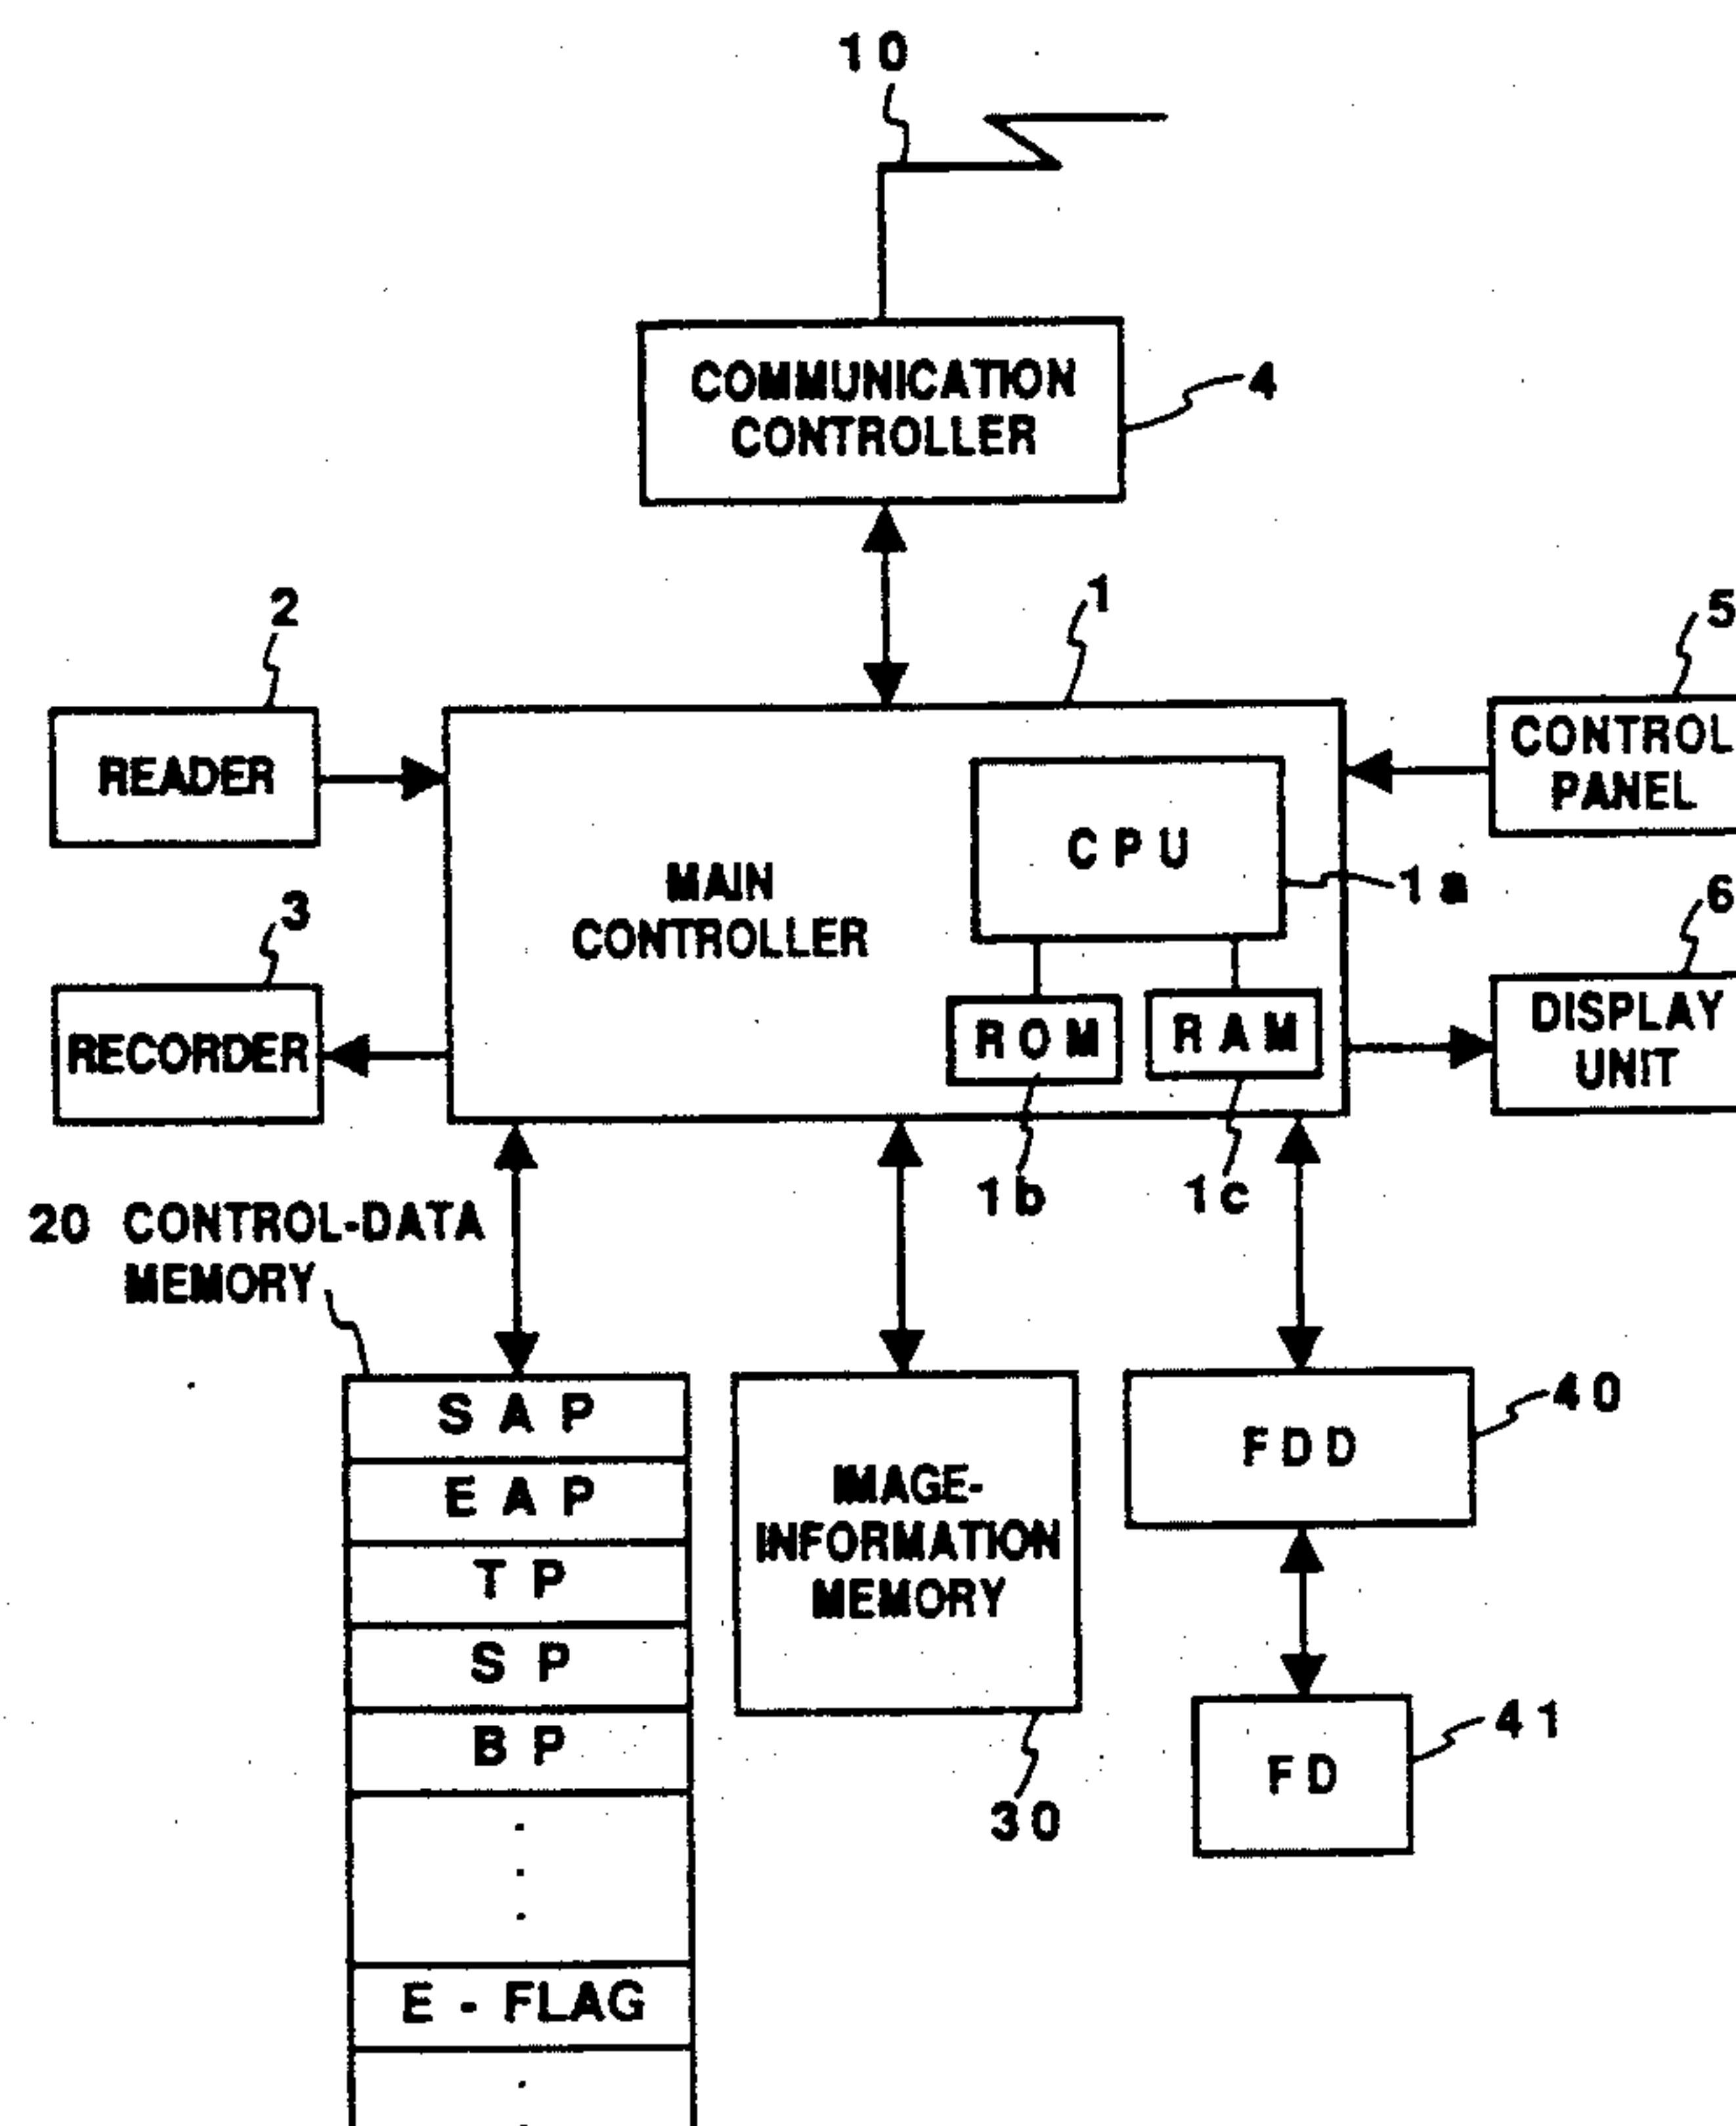 10
COMMUNICATION
CONTROLLER
4
2
1
5
READER
CONTROL
PANEL
CPU
1a
MAIN
CONTROLLER
3
6
RECORDER
ROM
RAM
DISPLAY
UNIT
1b
1c
20 CONTROL-DATA
MEMORY
SAP
EAP
TP
SP
BP
E - FLAG
IMAGE-
INFORMATION
MEMORY
30
FDD
40
FD
41